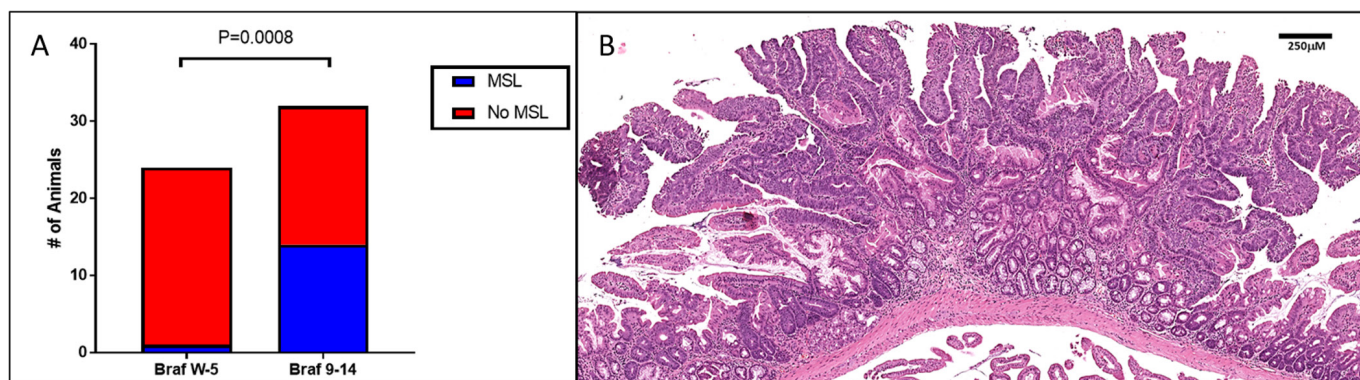 A
P=0.0008
40
30
20
10
0
# of Animals
Braf W-5
Braf 9-14
MSL
No MSL
B
250µM